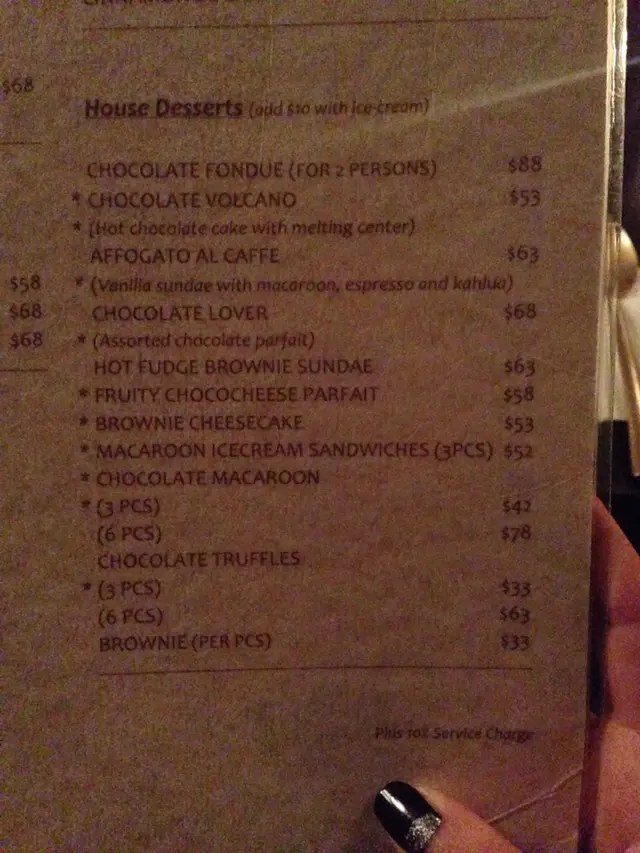 $68
House Desserts (add $10 with ice-cream)
CHOCOLATE FONDUE (FOR 2 PERSONS) $88
* CHOCOLATE VOLCANO $53
* (Hot chocolate cake with melting center)
AFFOGATO AL CAFFE $63
$58 * (Vanilla sundae with macaroon, espresso and kahlua)
$68 CHOCOLATE LOVER $68
$68 * (Assorted chocolate parfait)
HOT FUDGE BROWNIE SUNDAE $63
* FRUITY CHOCOCHEESE PARFAIT $58
* BROWNIE CHEESECAKE $53
* MACAROON ICECREAM SANDWICHES (3PCS) $52
* CHOCOLATE MACAROON
* (3 PCS) $42
(6 PCS) $78
CHOCOLATE TRUFFLES
* (3 PCS) $33
(6 PCS) $63
BROWNIE (PER PCS) $33
Plus 10% Service Charge